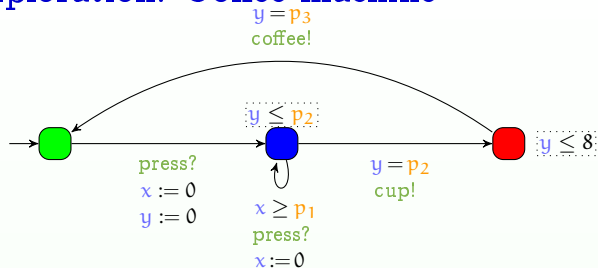 y = p₃
coffee!
y ≤ p₂
y ≤ 8
press?
x := 0
y := 0
y = p₂
cup!
x ≥ p₁
press?
x := 0